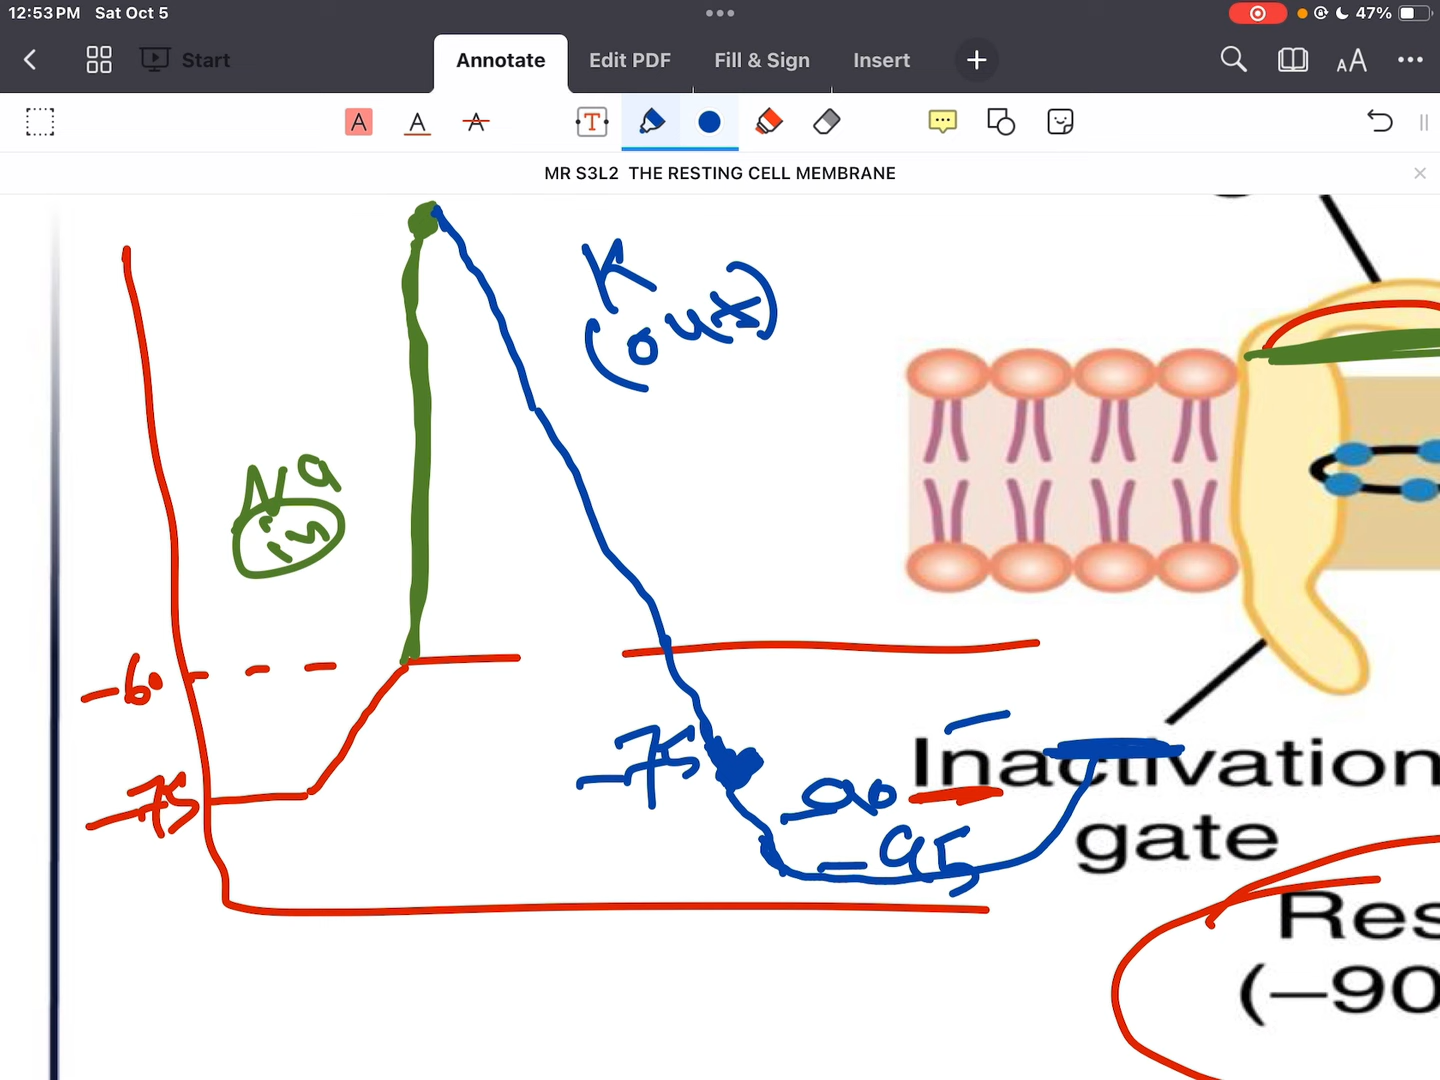 12:53 PM Sat Oct 5
47%
Start
Annotate
Edit PDF
Fill & Sign
Insert
MR S3L2 THE RESTING CELL MEMBRANE
K
(out)
Na
in
-60
-75
-75
-90
-95
Inactivation
gate
Res
(–90